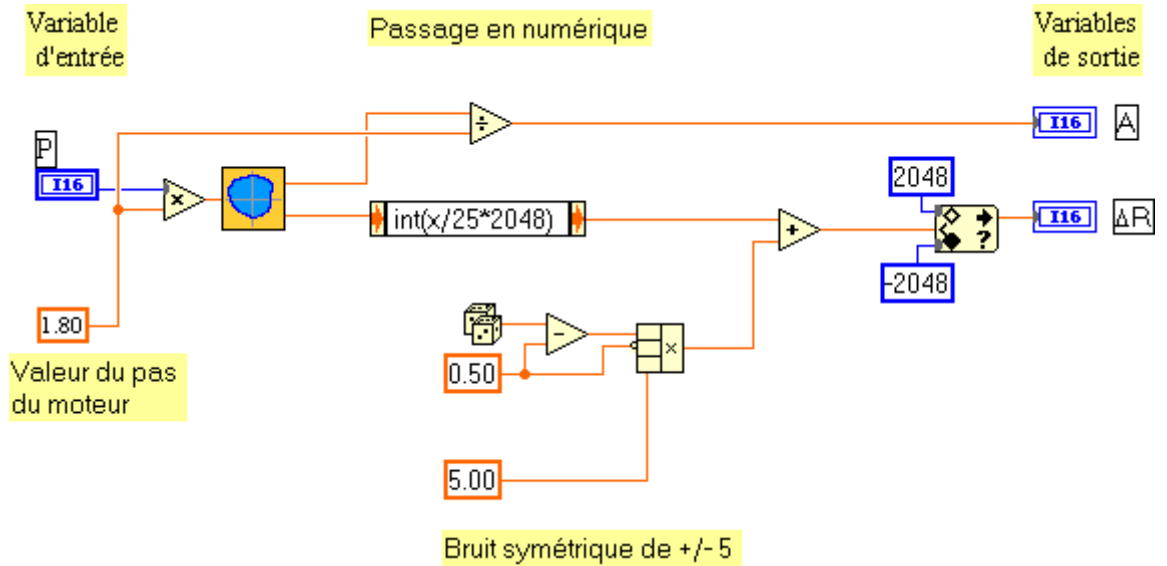 Variable
d'entrée
Passage en numérique
Variables
de sortie
÷
I16
A
P
I16
×
int(x/25*2048)
+
2048
?
I16
ΔR
-2048
1.80
Valeur du pas
du moteur
-
×
0.50
5.00
Bruit symétrique de +/- 5